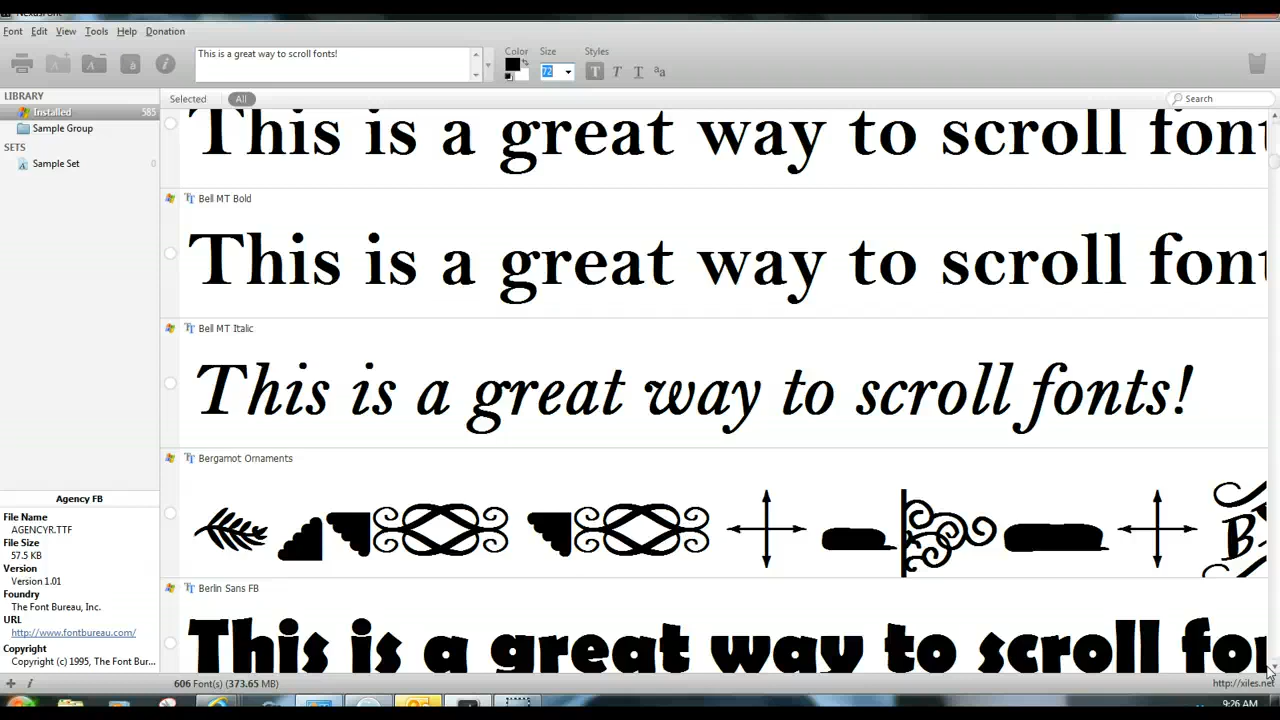 NexusFont
Font Edit View Tools Help Donation
This is a great way to scroll fonts!
Color Size Styles
72
T T T aa
LIBRARY
Selected All
Search
Installed 585
Sample Group
SETS
Sample Set 0
This is a great way to scroll font
Bell MT Bold
This is a great way to scroll font
Bell MT Italic
This is a great way to scroll fonts!
Bergamot Ornaments
Berlin Sans FB
This is a great way to scroll for
Agency FB
File Name
AGENCYR.TTF
File Size
57.5 KB
Version
Version 1.01
Foundry
The Font Bureau, Inc.
URL
http://www.fontbureau.com/
Copyright
Copyright (c) 1995, The Font Bur...
606 Font(s) (373.65 MB)
http://xiles.net
9:26 AM